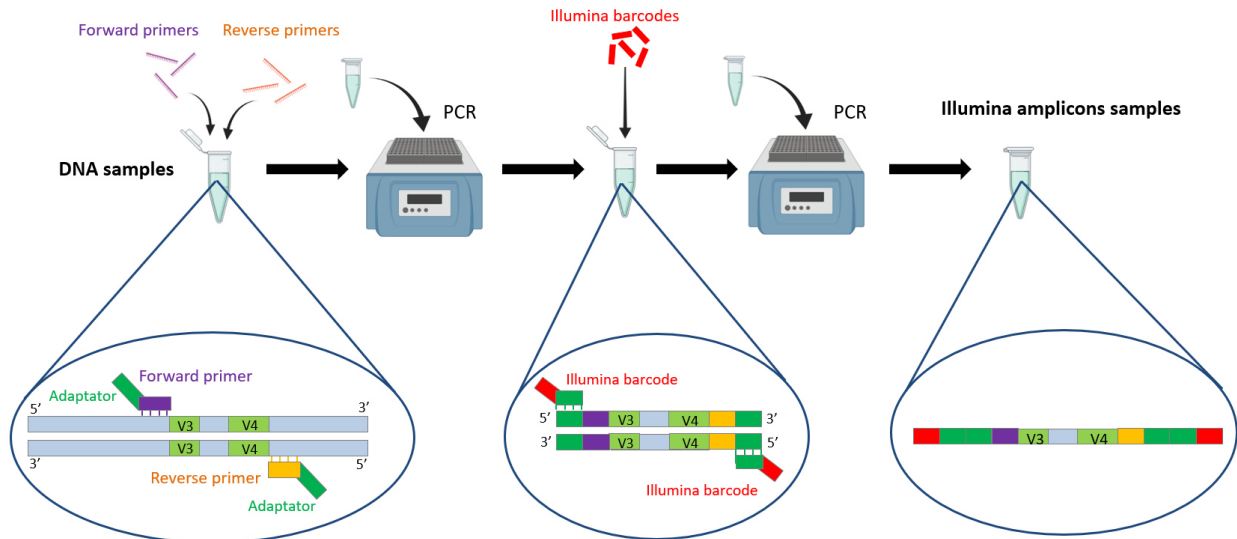 Forward primers
Reverse primers
Illumina barcodes
PCR
PCR
Illumina amplicons samples
DNA samples
Forward primer
Adaptator
5’
3’
V3
V4
V3
V4
3’
5’
Reverse primer
Adaptator
Illumina barcode
5’
V3
V4
3’
3’
V3
V4
5’
Illumina barcode
V3
V4